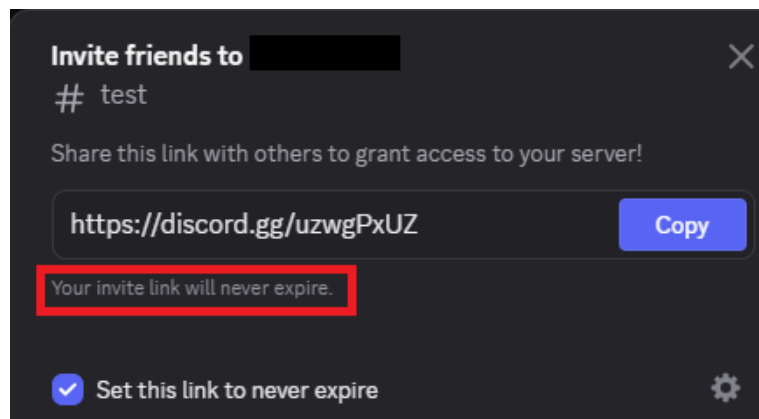 Invite friends to
# test
Share this link with others to grant access to your server!
https://discord.gg/uzwgPxUZ Copy
Your invite link will never expire.
Set this link to never expire